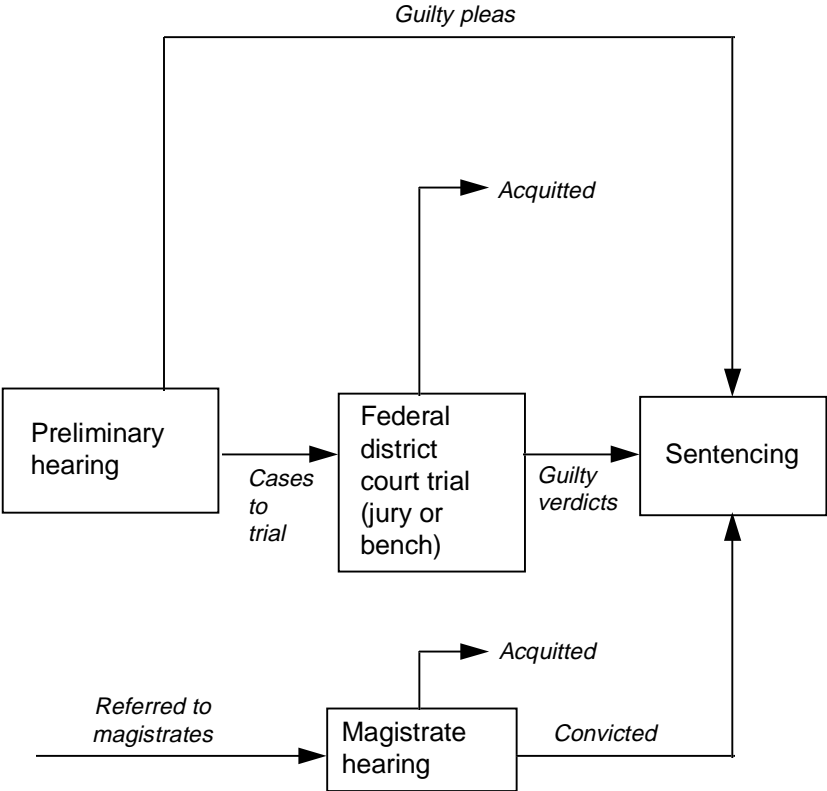 Guilty pleas
Acquitted
Preliminary
hearing
Cases
to
trial
Federal
district
court trial
(jury or
bench)
Guilty
verdicts
Sentencing
Acquitted
Referred to
magistrates
Magistrate
hearing
Convicted